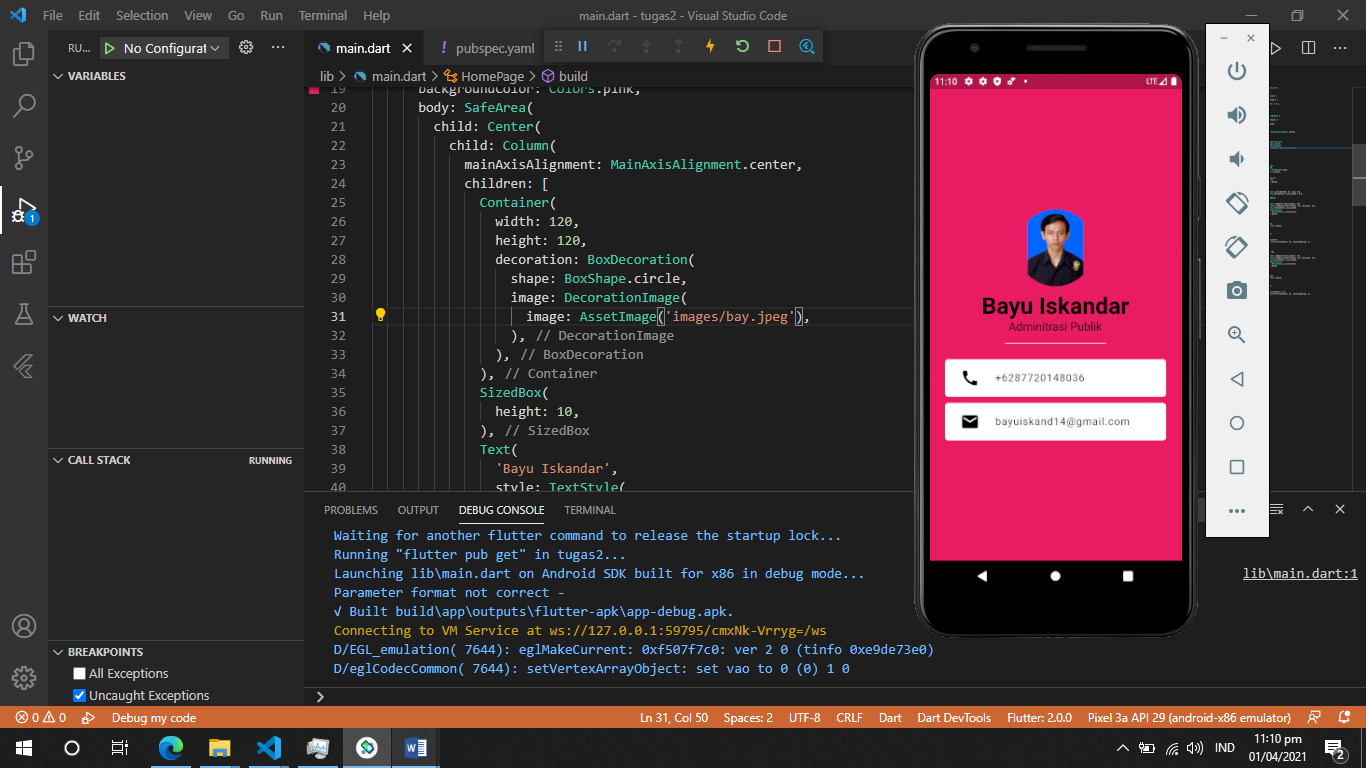 File Edit Selection View Go Run Terminal Help
main.dart - tugas2 - Visual Studio Code
RU... No Configurat
VARIABLES
WATCH
CALL STACK RUNNING
BREAKPOINTS
All Exceptions
Uncaught Exceptions
1
main.dart
pubspec.yaml
lib > main.dart > HomePage > build
19 backgroundColor: Colors.pink,
20 body: SafeArea(
21 child: Center(
22 child: Column(
23 mainAxisAlignment: MainAxisAlignment.center,
24 children: [
25 Container(
26 width: 120,
27 height: 120,
28 decoration: BoxDecoration(
29 shape: BoxShape.circle,
30 image: DecorationImage(
31 image: AssetImage('images/bay.jpeg'),
32 ), // DecorationImage
33 ), // BoxDecoration
34 ), // Container
35 SizedBox(
36 height: 10,
37 ), // SizedBox
38 Text(
39 'Bayu Iskandar',
40 style: TextStyle(
PROBLEMS OUTPUT DEBUG CONSOLE TERMINAL
Waiting for another flutter command to release the startup lock...
Running "flutter pub get" in tugas2...
Launching lib\main.dart on Android SDK built for x86 in debug mode...
lib\main.dart:1
Parameter format not correct -
√ Built build\app\outputs\flutter-apk\app-debug.apk.
Connecting to VM Service at ws://127.0.0.1:59795/cmxNk-Vrryg=/ws
D/EGL_emulation( 7644): eglMakeCurrent: 0xf507f7c0: ver 2 0 (tinfo 0xe9de73e0)
D/eglCodecCommon( 7644): setVertexArrayObject: set vao to 0 (0) 1 0
11:10 LTE
Bayu Iskandar
Adminitrasi Publik
+6287720148036
bayuiskand14@gmail.com
0 0 Debug my code Ln 31, Col 50 Spaces: 2 UTF-8 CRLF Dart Dart DevTools Flutter: 2.0.0 Pixel 3a API 29 (android-x86 emulator)
IND
11:10 pm
01/04/2021
2